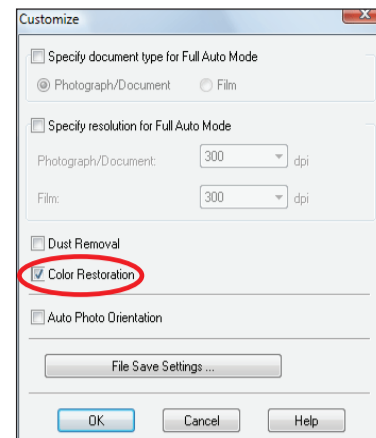 Customize
Specify document type for Full Auto Mode
Photograph/Document Film
Specify resolution for Full Auto Mode
Photograph/Document: 300 dpi
Film: 300 dpi
Dust Removal
Color Restoration
Auto Photo Orientation
File Save Settings ...
OK Cancel Help